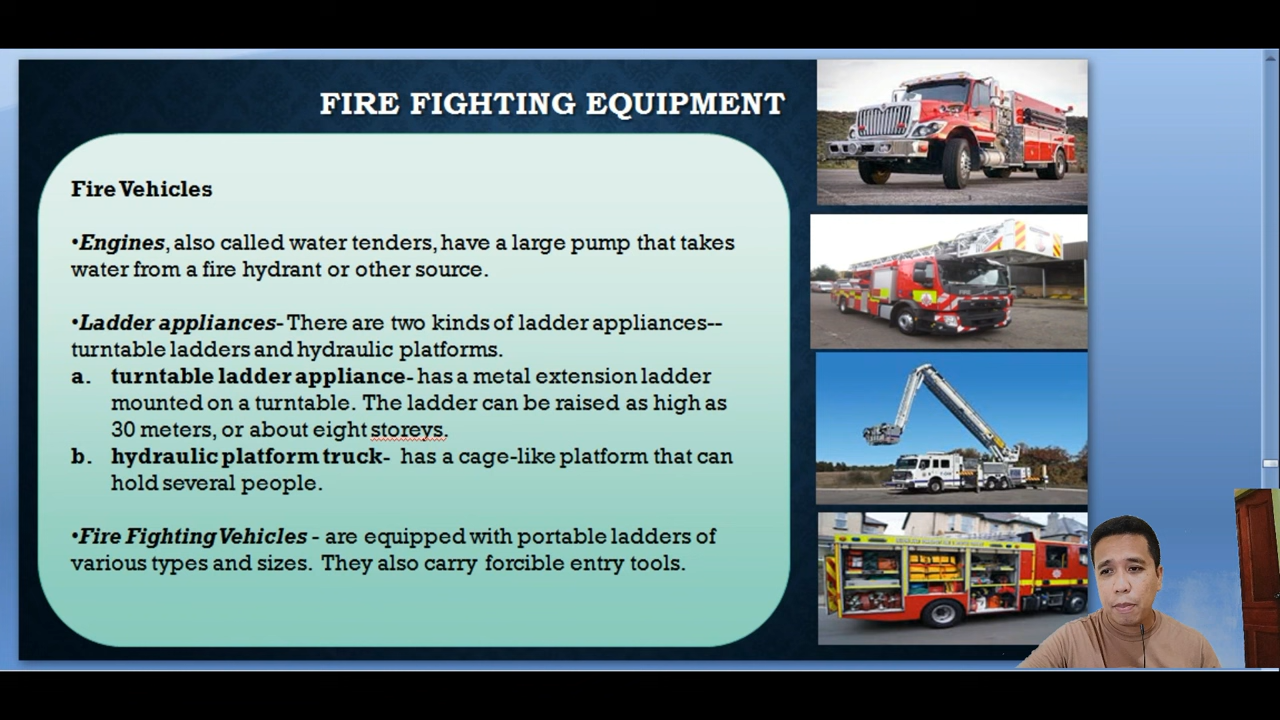 FIRE FIGHTING EQUIPMENT
Fire Vehicles
•Engines, also called water tenders, have a large pump that takes
water from a fire hydrant or other source.
•Ladder appliances- There are two kinds of ladder appliances--
turntable ladders and hydraulic platforms.
a. turntable ladder appliance- has a metal extension ladder
mounted on a turntable. The ladder can be raised as high as
30 meters, or about eight storeys.
b. hydraulic platform truck- has a cage-like platform that can
hold several people.
•Fire Fighting Vehicles - are equipped with portable ladders of
various types and sizes. They also carry forcible entry tools.